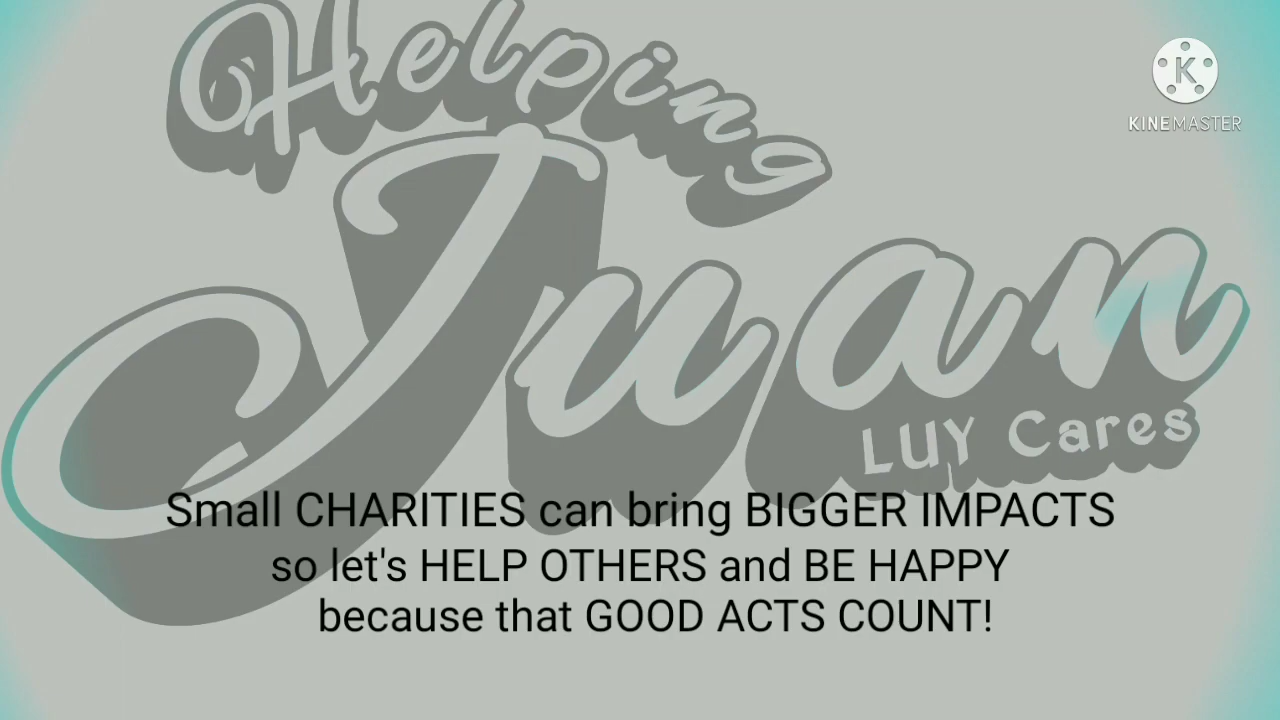 Helping
KINEMASTER
Juan
LUY Cares
Small CHARITIES can bring BIGGER IMPACTS
so let's HELP OTHERS and BE HAPPY
because that GOOD ACTS COUNT!